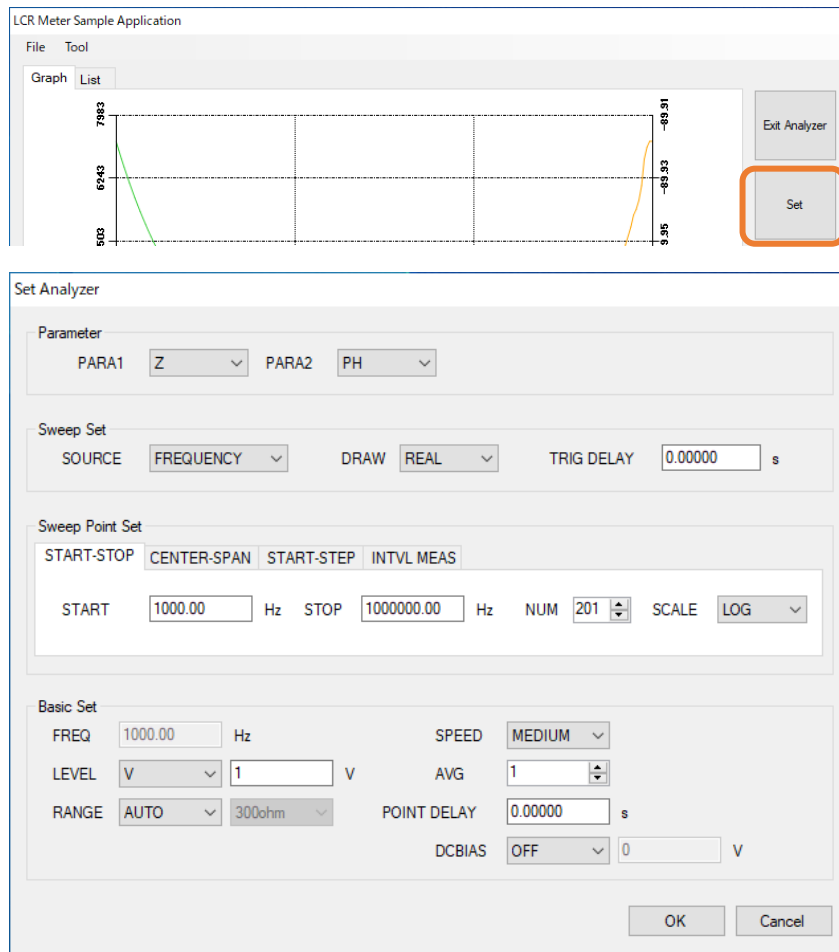 LCR Meter Sample Application
File Tool
Graph List
7983
6243
503
-89.91
-89.93
9.95
Exit Analyzer
Set
Set Analyzer
Parameter
PARA1 Z PARA2 PH
Sweep Set
SOURCE FREQUENCY DRAW REAL TRIG DELAY 0.00000 s
Sweep Point Set
START-STOP CENTER-SPAN START-STEP INTVL MEAS
START 1000.00 Hz STOP 1000000.00 Hz NUM 201 SCALE LOG
Basic Set
FREQ 1000.00 Hz SPEED MEDIUM
LEVEL V 1 V AVG 1
RANGE AUTO 300ohm POINT DELAY 0.00000 s
DCBIAS OFF 0 V
OK Cancel